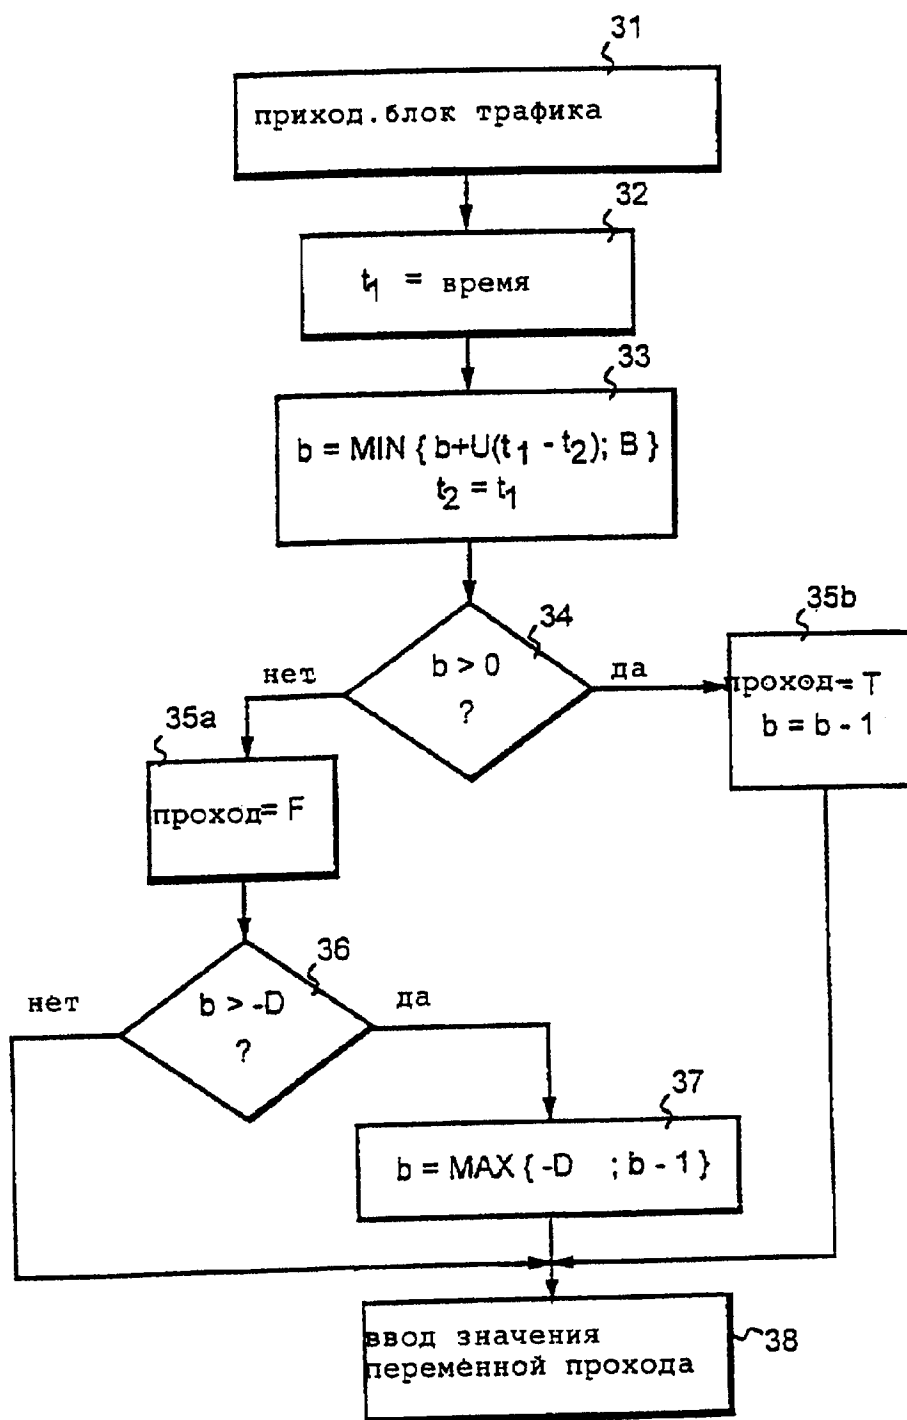 31
приход.блок трафика
32
t1 = время
33
b = MIN { b+U(t1 - t2); B }
t2 = t1
34
b > 0
?
нет
да
35b
проход= T
b = b - 1
35a
проход= F
36
b > -D
?
нет
да
37
b = MAX { -D ; b - 1 }
38
ввод значения
переменной прохода